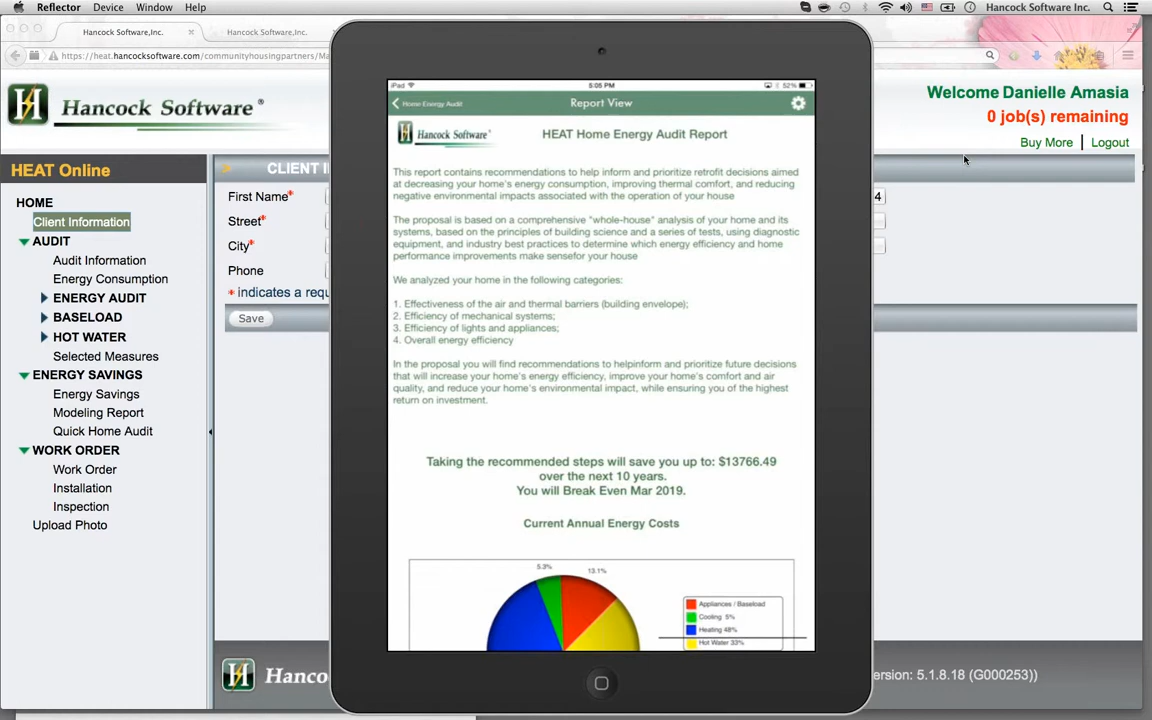 Reflector Device Window Help Hancock Software Inc.
Hancock Software,Inc. Hancock Software,Inc.
https://heat.hancocksoftware.com/communityhousingpartners/Ma
Hancock Software®
Welcome Danielle Amasia
0 job(s) remaining
Buy More | Logout
HEAT Online
HOME
Client Information
AUDIT
Audit Information
Energy Consumption
ENERGY AUDIT
BASELOAD
HOT WATER
Selected Measures
ENERGY SAVINGS
Energy Savings
Modeling Report
Quick Home Audit
WORK ORDER
Work Order
Installation
Inspection
Upload Photo
CLIENT I
First Name*
4
Street*
City*
Phone
* indicates a requ
Save
iPad 5:05 PM 52%
Home Energy Audit Report View
Hancock Software® HEAT Home Energy Audit Report
This report contains recommendations to help inform and prioritize retrofit decisions aimed
at decreasing your home's energy consumption, improving thermal comfort, and reducing
negative environmental impacts associated with the operation of your house
The proposal is based on a comprehensive "whole-house" analysis of your home and its
systems, based on the principles of building science and a series of tests, using diagnostic
equipment, and industry best practices to determine which energy efficiency and home
performance improvements make sensefor your house
We analyzed your home in the following categories:
1. Effectiveness of the air and thermal barriers (building envelope);
2. Efficiency of mechanical systems;
3. Efficiency of lights and appliances;
4. Overall energy efficiency
In the proposal you will find recommendations to helpinform and prioritize future decisions
that will increase your home's energy efficiency, improve your home's comfort and air
quality, and reduce your home's environmental impact, while ensuring you of the highest
return on investment.
Taking the recommended steps will save you up to: $13766.49
over the next 10 years.
You will Break Even Mar 2019.
Current Annual Energy Costs
5.3% 13.1%
Appliances / Baseload
Cooling 5%
Heating 48%
Hot Water 33%
Hanco
ersion: 5.1.8.18 (G000253))